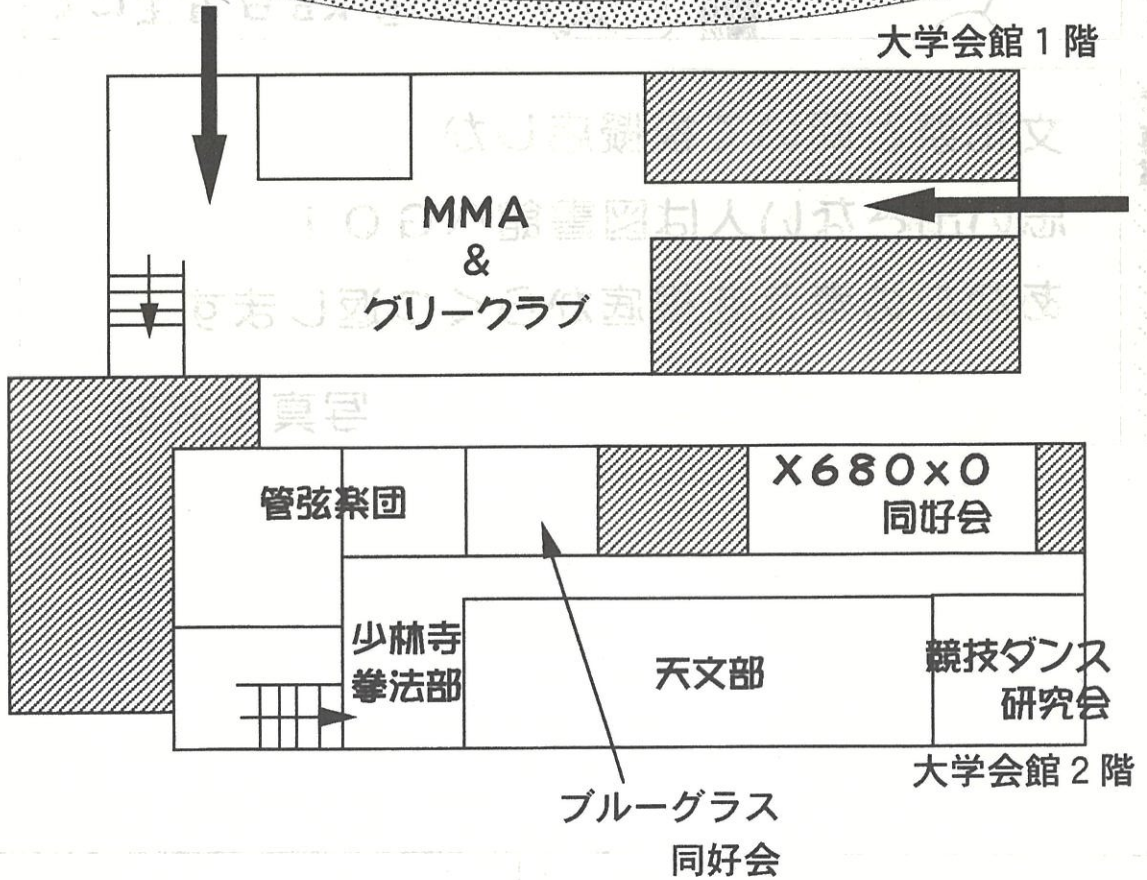 大学会館1階
MMA
&
グリークラブ
管弦楽団
X680x0
同好会
少林寺
拳法部
天文部
競技ダンス
研究会
大学会館2階
ブルーグラス
同好会